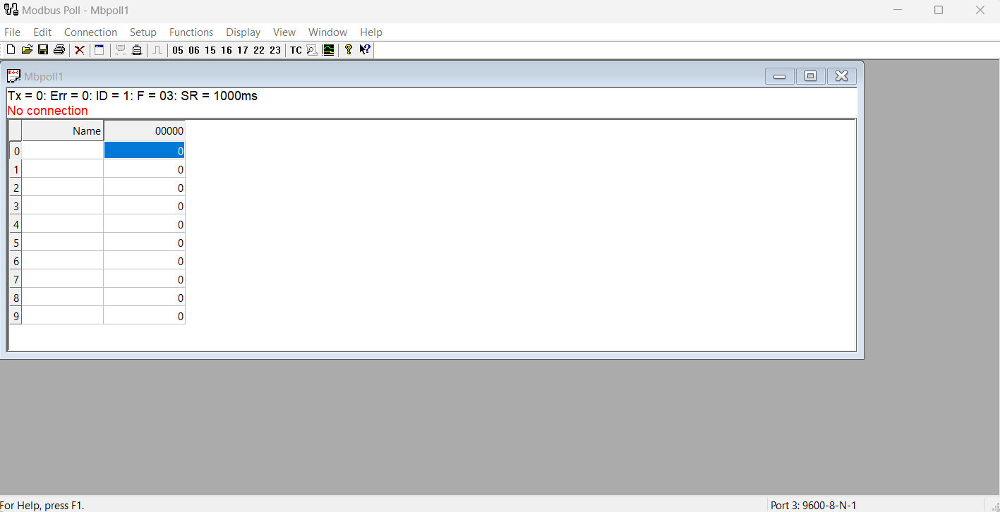 Modbus Poll - Mbpoll1
File Edit Connection Setup Functions Display View Window Help
05 06 15 16 17 22 23 TC
Mbpoll1
Tx = 0: Err = 0: ID = 1: F = 03: SR = 1000ms
No connection
Name 00000
0 0
1 0
2 0
3 0
4 0
5 0
6 0
7 0
8 0
9 0
For Help, press F1. Port 3: 9600-8-N-1